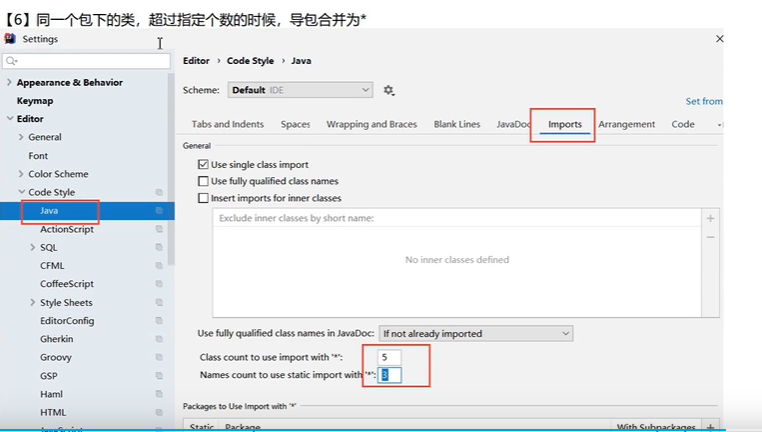 【6】同一个包下的类，超过指定个数的时候，导包合并为*
Settings
Editor › Code Style › Java
Appearance & Behavior
Scheme: Default IDE
Keymap
Set from
Editor
Tabs and Indents Spaces Wrapping and Braces Blank Lines JavaDoc Imports Arrangement Code
General
General
Font
Use single class import
Color Scheme
Use fully qualified class names
Code Style
Insert imports for inner classes
Java
Exclude inner classes by short name:
ActionScript
SQL
No inner classes defined
CFML
CoffeeScript
Style Sheets
EditorConfig
Use fully qualified class names in JavaDoc: If not already imported
Gherkin
Groovy
Class count to use import with '*': 5
GSP
Names count to use static import with '*': 3
Haml
Packages to Use Import with '*'
HTML
Static Package With Subpackages
JavaScript